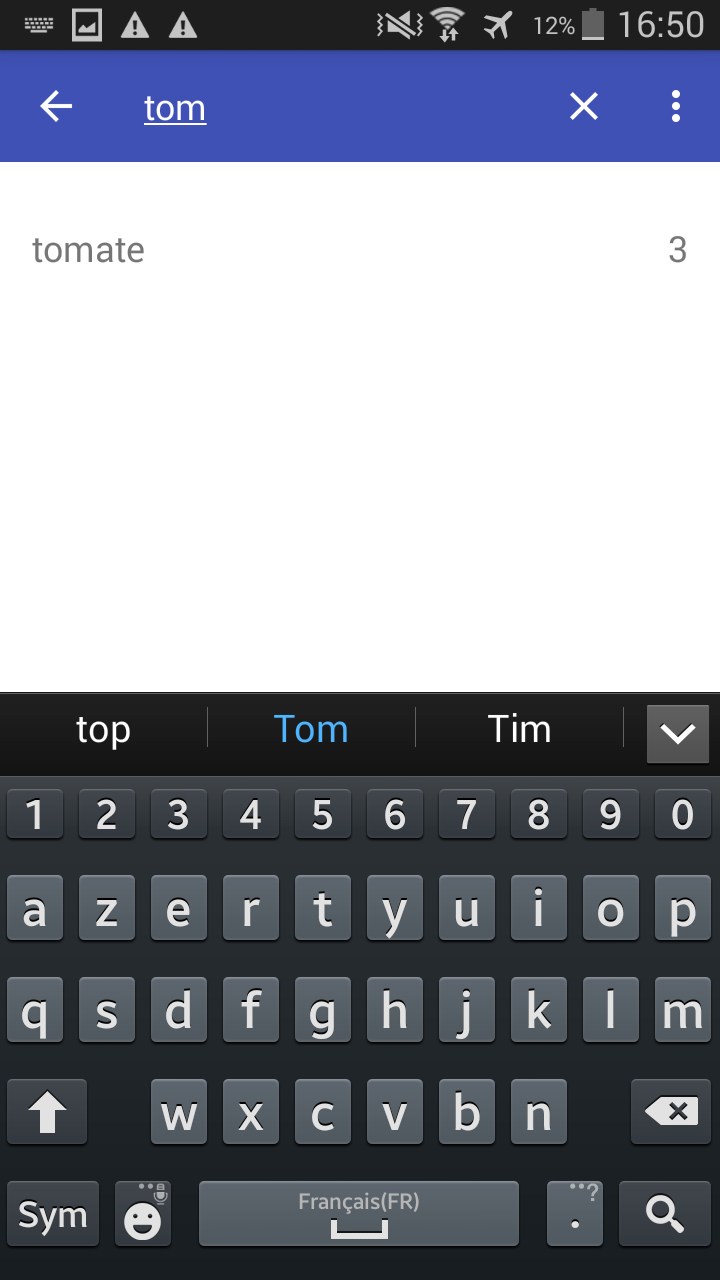 12% 16:50
tom
tomate 3
top Tom Tim
1 2 3 4 5 6 7 8 9 0
a z e r t y u i o p
q s d f g h j k l m
w x c v b n
Sym Français(FR) . ?